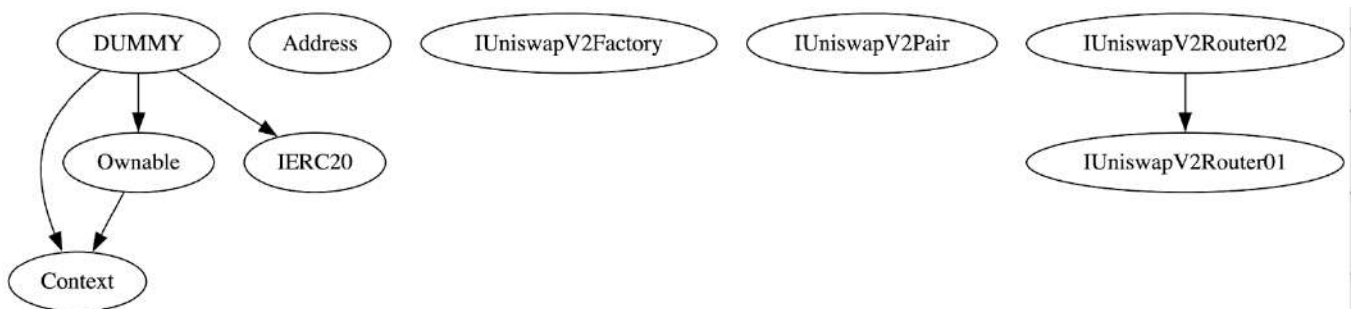 DUMMY
Address
IUniswapV2Factory
IUniswapV2Pair
IUniswapV2Router02
Ownable
IERC20
IUniswapV2Router01
Context